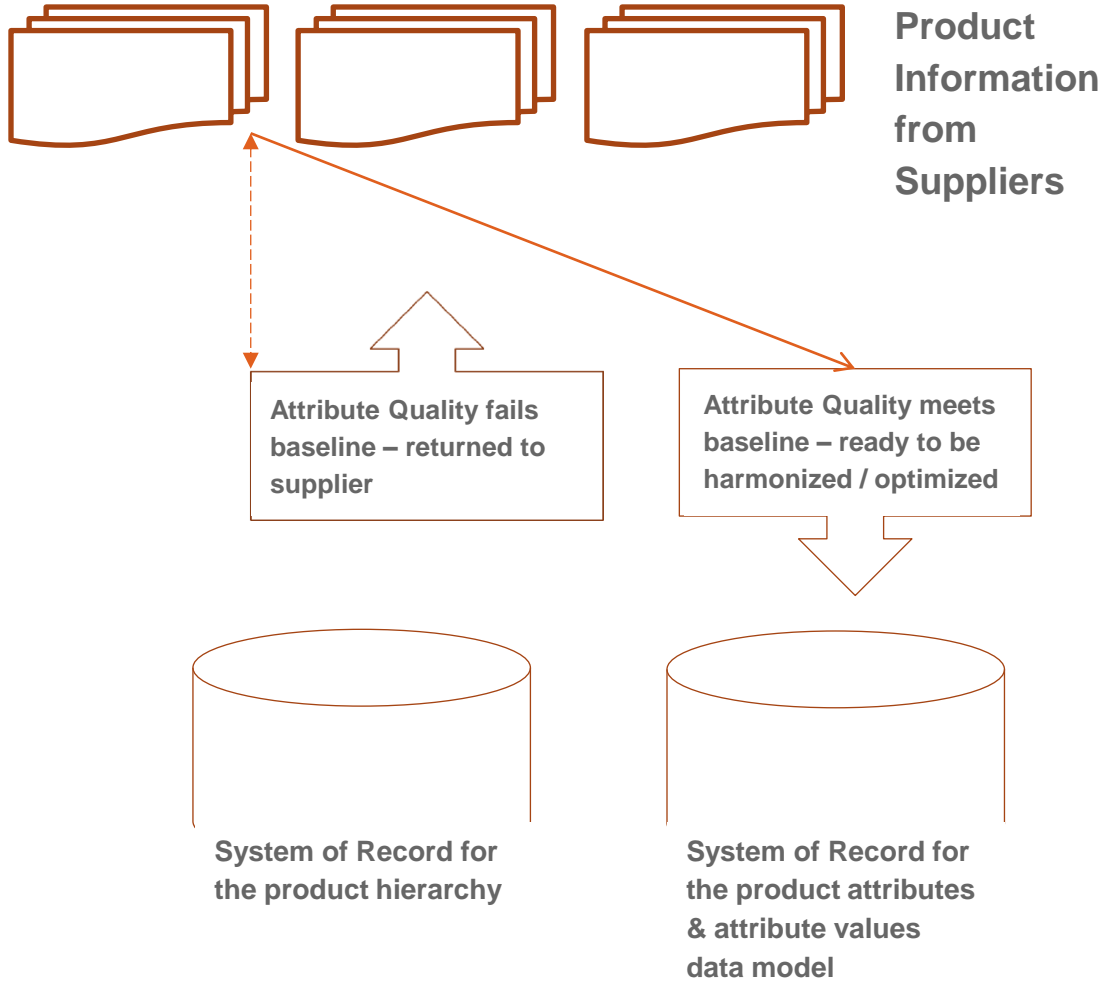 Product
Information
from
Suppliers
Attribute Quality fails
baseline – returned to
supplier
Attribute Quality meets
baseline – ready to be
harmonized / optimized
System of Record for
the product hierarchy
System of Record for
the product attributes
& attribute values
data model